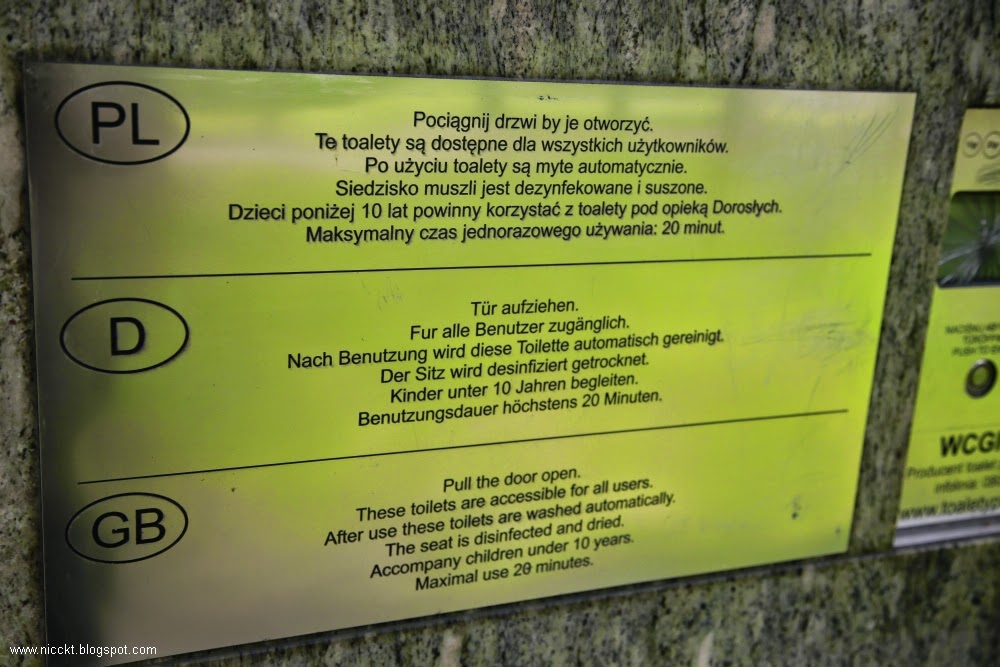 PL
Pociągnij drzwi by je otworzyć.
Te toalety są dostępne dla wszystkich użytkowników.
Po użyciu toalety są myte automatycznie.
Siedzisko muszli jest dezynfekowane i suszone.
Dzieci poniżej 10 lat powinny korzystać z toalety pod opieką Dorosłych.
Maksymalny czas jednorazowego używania: 20 minut.
D
Tür aufziehen.
Fur alle Benutzer zugänglich.
Nach Benutzung wird diese Toilette automatisch gereinigt.
Der Sitz wird desinfiziert getrocknet.
Kinder unter 10 Jahren begleiten.
Benutzungsdauer höchstens 20 Minuten.
GB
Pull the door open.
These toilets are accessible for all users.
After use these toilets are washed automatically.
The seat is disinfected and dried.
Accompany children under 10 years.
Maximal use 20 minutes.
Producent toalet
infolinia:
www.nicckt.blogspot.com